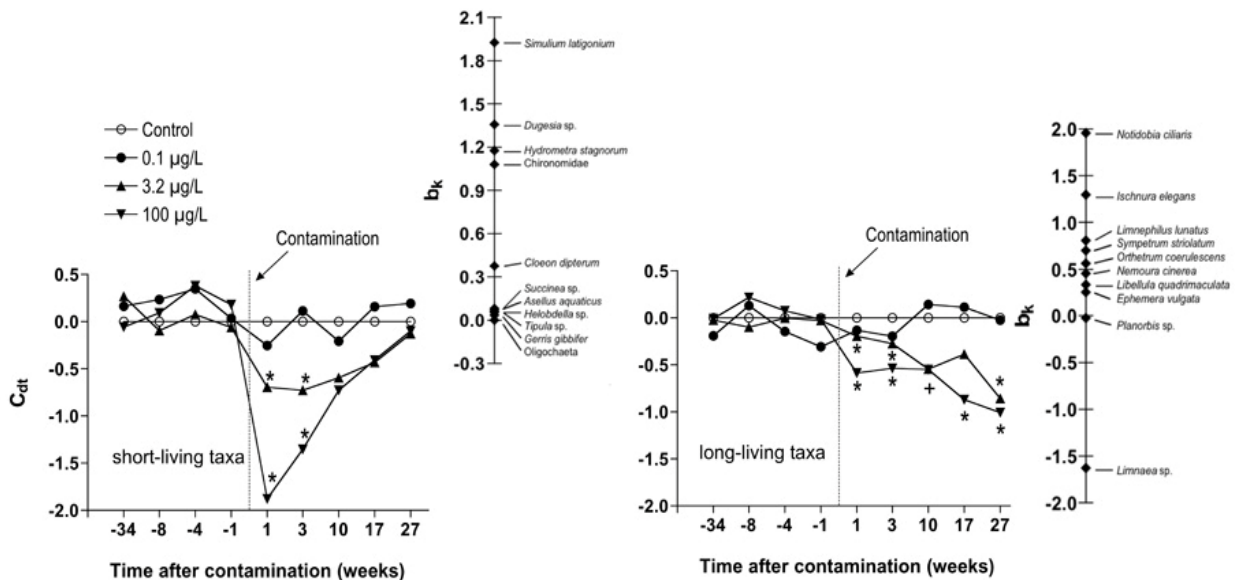 Control
0.1 µg/L
3.2 µg/L
100 µg/L
Contamination
0.5
0.0
-0.5
-1.0
-1.5
-2.0
Cdt
short-living taxa
-34 -8 -4 -1 1 3 10 17 27
Time after contamination (weeks)
* *
* *
2.1
1.8
1.5
1.2
0.9
0.6
0.3
0.0
-0.3
bk
Simulium latigonium
Dugesia sp.
Hydrometra stagnorum
Chironomidae
Cloeon dipterum
Succinea sp.
Asellus aquaticus
Helobdella sp.
Tipula sp.
Gerris gibbifer
Oligochaeta
Contamination
0.5
0.0
-0.5
-1.0
-1.5
-2.0
long-living taxa
* * *
* * + * *
-34 -8 -4 -1 1 3 10 17 27
Time after contamination (weeks)
2.0
1.5
1.0
0.5
0.0
-0.5
-1.0
-1.5
-2.0
bk
Notidobia ciliaris
Ischnura elegans
Limnephilus lunatus
Sympetrum striolatum
Orthetrum coerulescens
Nemoura cinerea
Libellula quadrimaculata
Ephemera vulgata
Planorbis sp.
Limnaea sp.